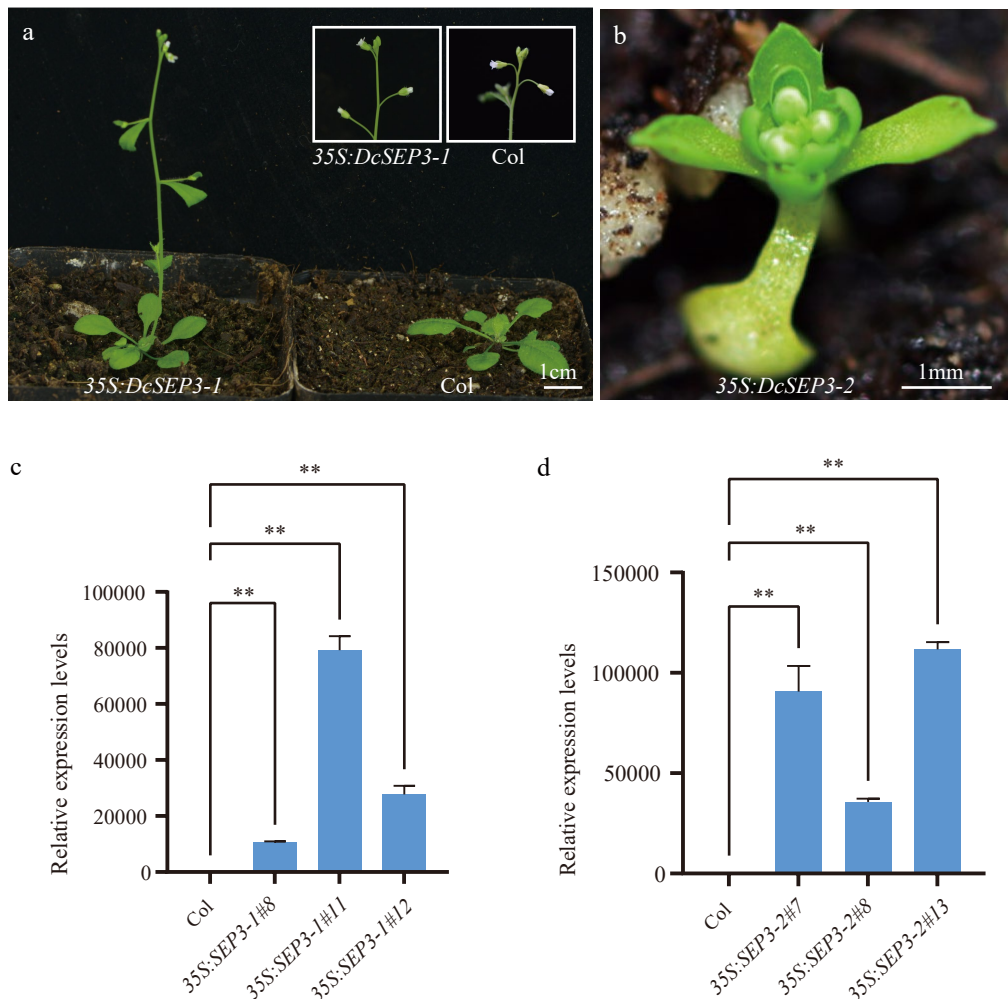 a
35S:DcSEP3-1
Col
35S:DcSEP3-1
Col
1cm
b
35S:DcSEP3-2
1mm
c
**
**
**
Relative expression levels
100000
80000
60000
40000
20000
0
Col
35S:SEP3-1#8
35S:SEP3-1#11
35S:SEP3-1#12
d
**
**
**
Relative expression levels
150000
100000
50000
0
Col
35S:SEP3-2#7
35S:SEP3-2#8
35S:SEP3-2#13